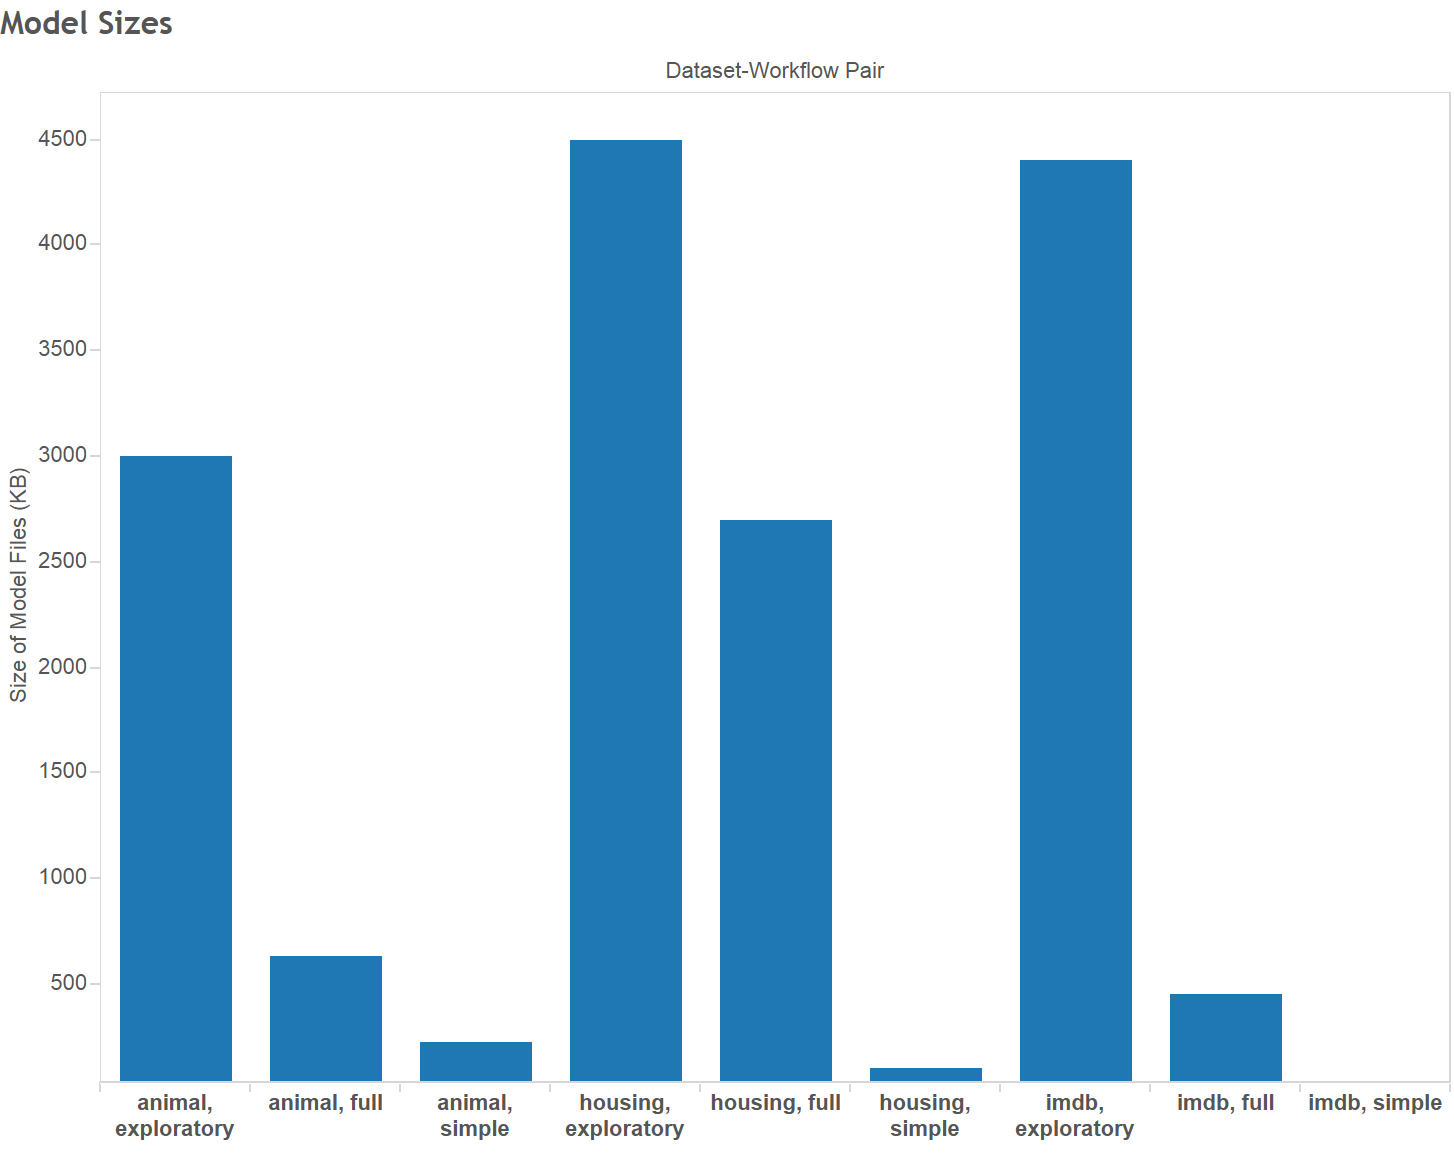 Model Sizes
Dataset-Workflow Pair
4500
4000
3500
3000
2500
2000
1500
1000
500
Size of Model Files (KB)
animal, exploratory
animal, full
animal, simple
housing, exploratory
housing, full
housing, simple
imdb, exploratory
imdb, full
imdb, simple